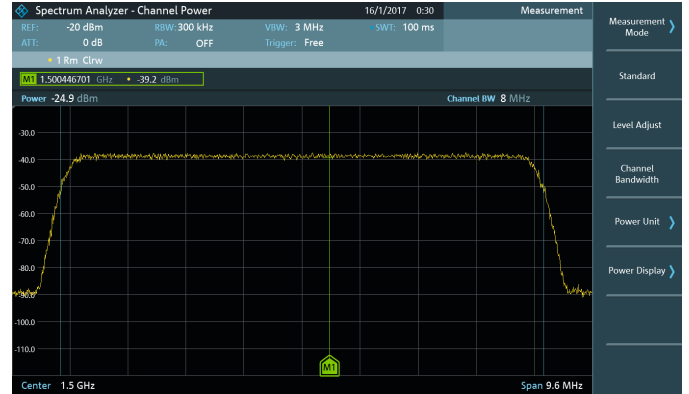 Spectrum Analyzer - Channel Power 16/1/2017 0:30 Measurement
REF: -20 dBm RBW: 300 kHz VBW: 3 MHz SWT: 100 ms
ATT: 0 dB PA: OFF Trigger: Free
1 Rm Clrw
M1 1.500446701 GHz • -39.2 dBm
Power -24.9 dBm Channel BW 8 MHz
-30.0
-40.0
-50.0
-60.0
-70.0
-80.0
-90.0
-100.0
-110.0
M1
Center 1.5 GHz Span 9.6 MHz
Measurement
Mode
Standard
Level Adjust
Channel
Bandwidth
Power Unit
Power Display